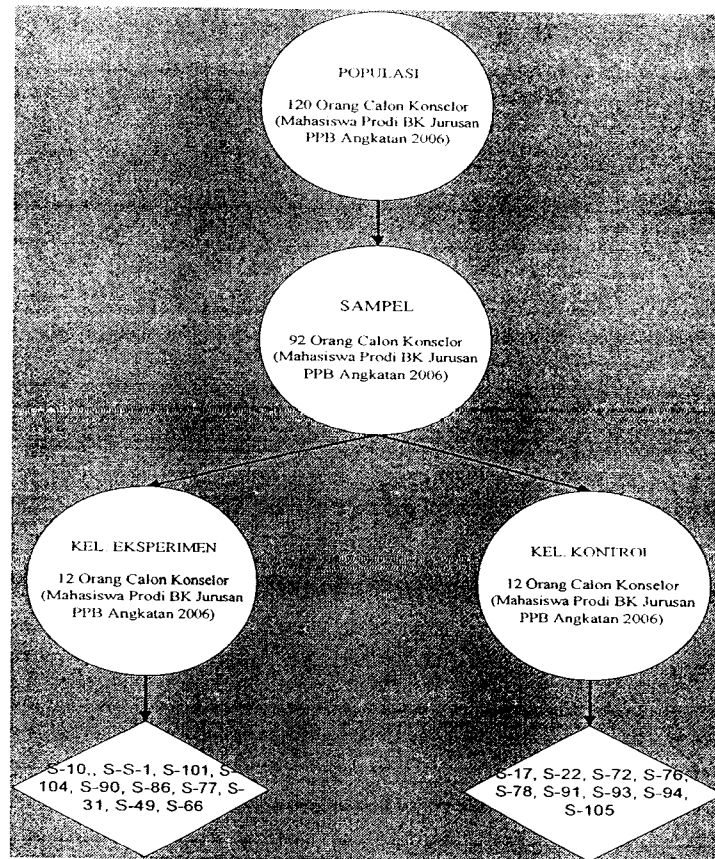 POPULASI
120 Orang Calon Konselor
(Mahasiswa Prodi BK Jurusan
PPB Angkatan 2006)
SAMPEL
92 Orang Calon Konselor
(Mahasiswa Prodi BK Jurusan
PPB Angkatan 2006)
KEL. EKSPERIMEN
12 Orang Calon Konselor
(Mahasiswa Prodi BK Jurusan
PPB Angkatan 2006)
KEL. KONTROL
12 Orang Calon Konselor
(Mahasiswa Prodi BK Jurusan
PPB Angkatan 2006)
S-10,, S-S-1, S-101, S-
104, S-90, S-86, S-77, S-
31, S-49, S-66
S-17, S-22, S-72, S-76,
S-78, S-91, S-93, S-94,
S-105